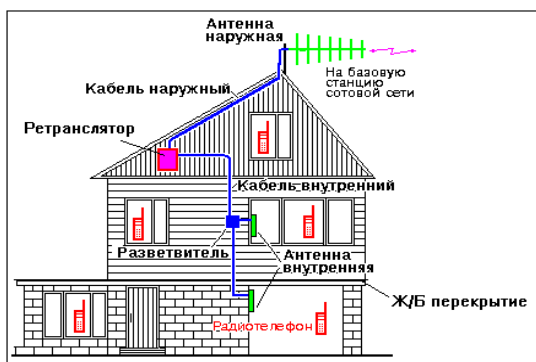 Антенна
наружная
На базовую
станцию
сотовой сети
Кабель наружный
Ретранслятор
Кабель внутренний
Разветвитель
Антенна
внутренняя
Ж/Б перекрытие
Радиотелефон